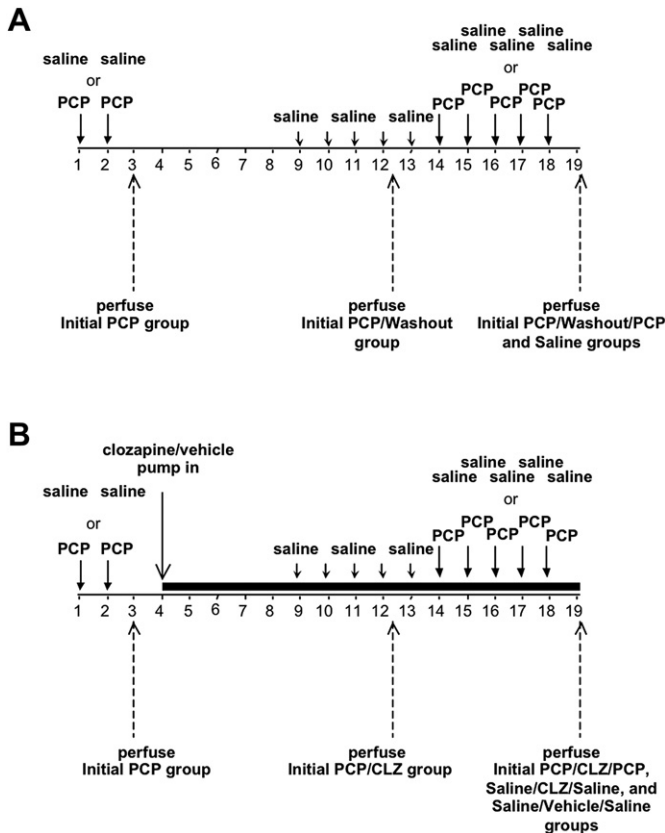 A
saline saline
or
PCP PCP
saline saline saline
saline saline
saline saline saline
or
PCP PCP
PCP PCP PCP
1 2 3 4 5 6 7 8 9 10 11 12 13 14 15 16 17 18 19
perfuse
Initial PCP group
perfuse
Initial PCP/Washout
group
perfuse
Initial PCP/Washout/PCP
and Saline groups
B
clozapine/vehicle
pump in
saline saline
or
PCP PCP
saline saline saline
saline saline
saline saline saline
or
PCP PCP
PCP PCP PCP
1 2 3 4 5 6 7 8 9 10 11 12 13 14 15 16 17 18 19
perfuse
Initial PCP group
perfuse
Initial PCP/CLZ group
perfuse
Initial PCP/CLZ/PCP,
Saline/CLZ/Saline, and
Saline/Vehicle/Saline
groups